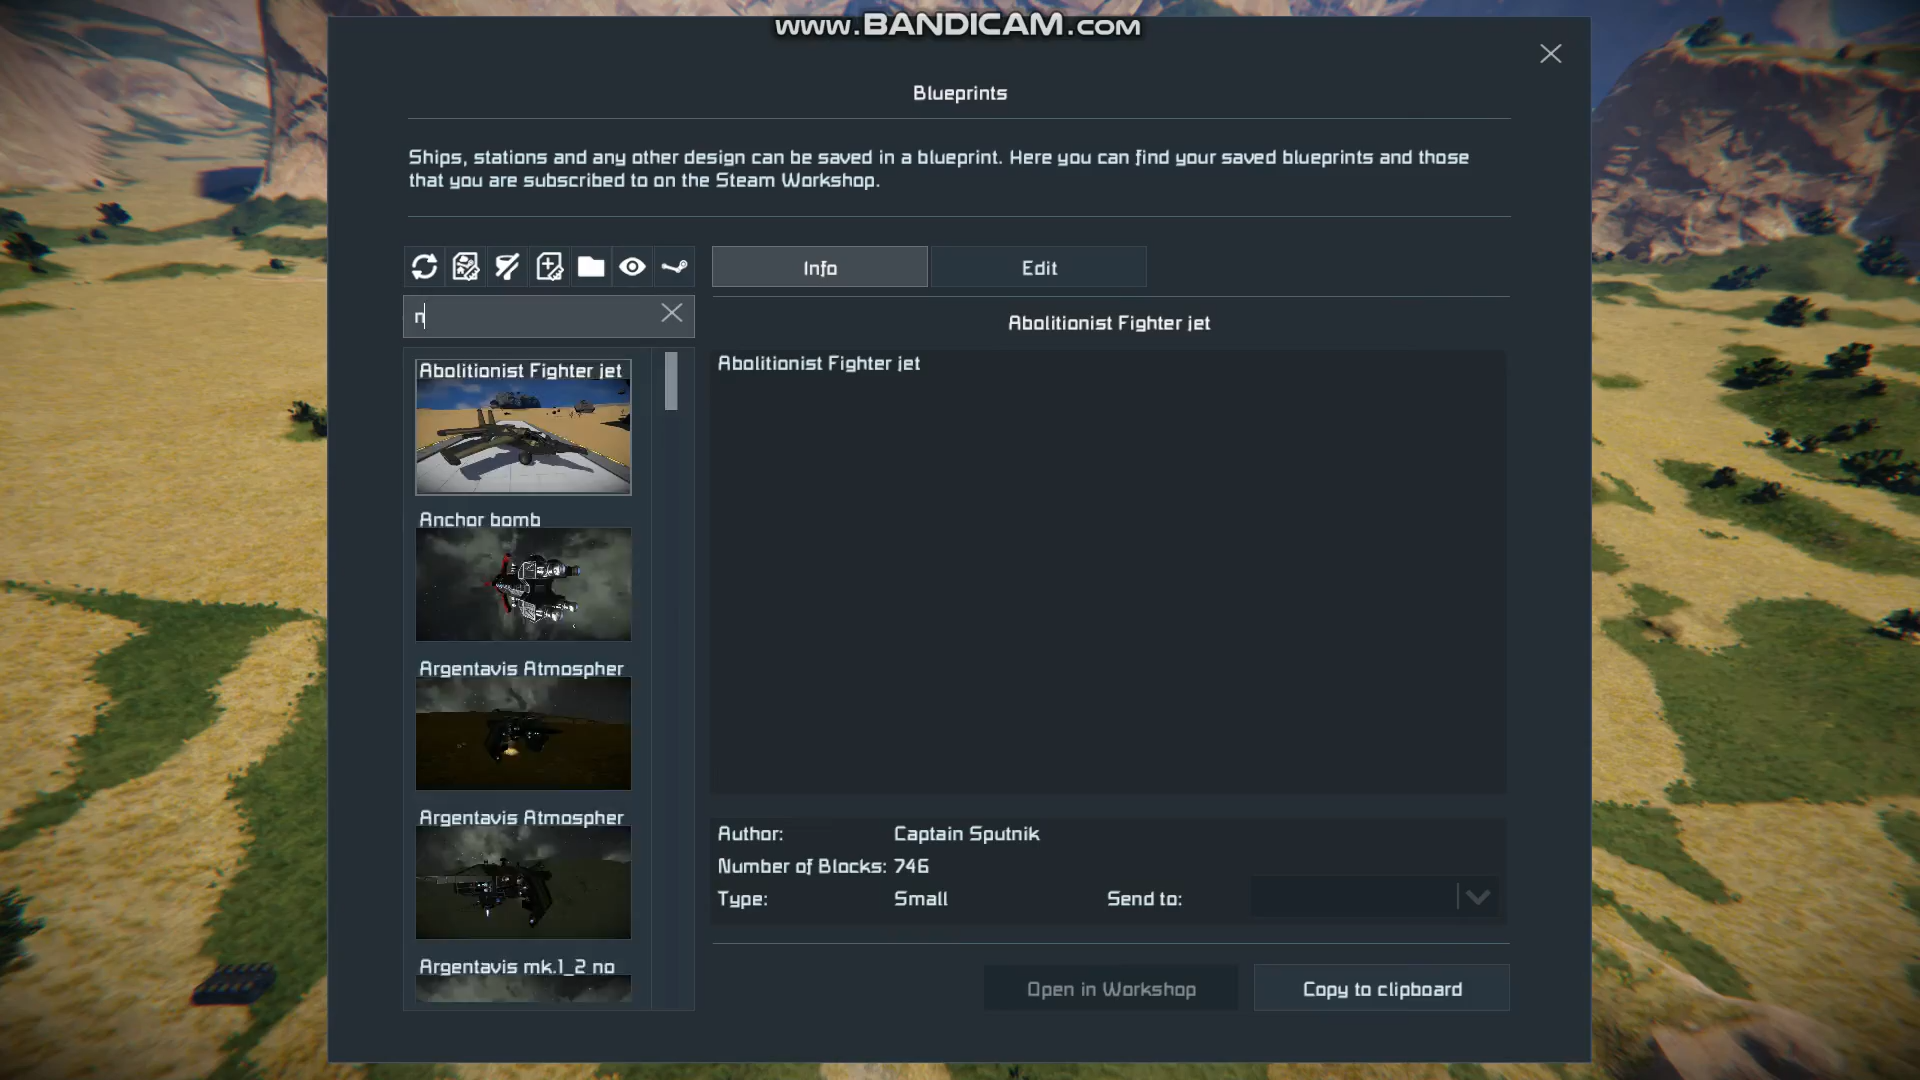 www.BANDICAM.com
Blueprints
Ships, stations and any other design can be saved in a blueprint. Here you can find your saved blueprints and those
that you are subscribed to on the Steam Workshop.
Info
Edit
n
Abolitionist Fighter jet
Anchor bomb
Argentavis Atmospher
Argentavis Atmospher
Argentavis mk.1_2 no
Abolitionist Fighter jet
Abolitionist Fighter jet
Author: Captain Sputnik
Number of Blocks: 746
Type: Small Send to:
Open in Workshop
Copy to clipboard